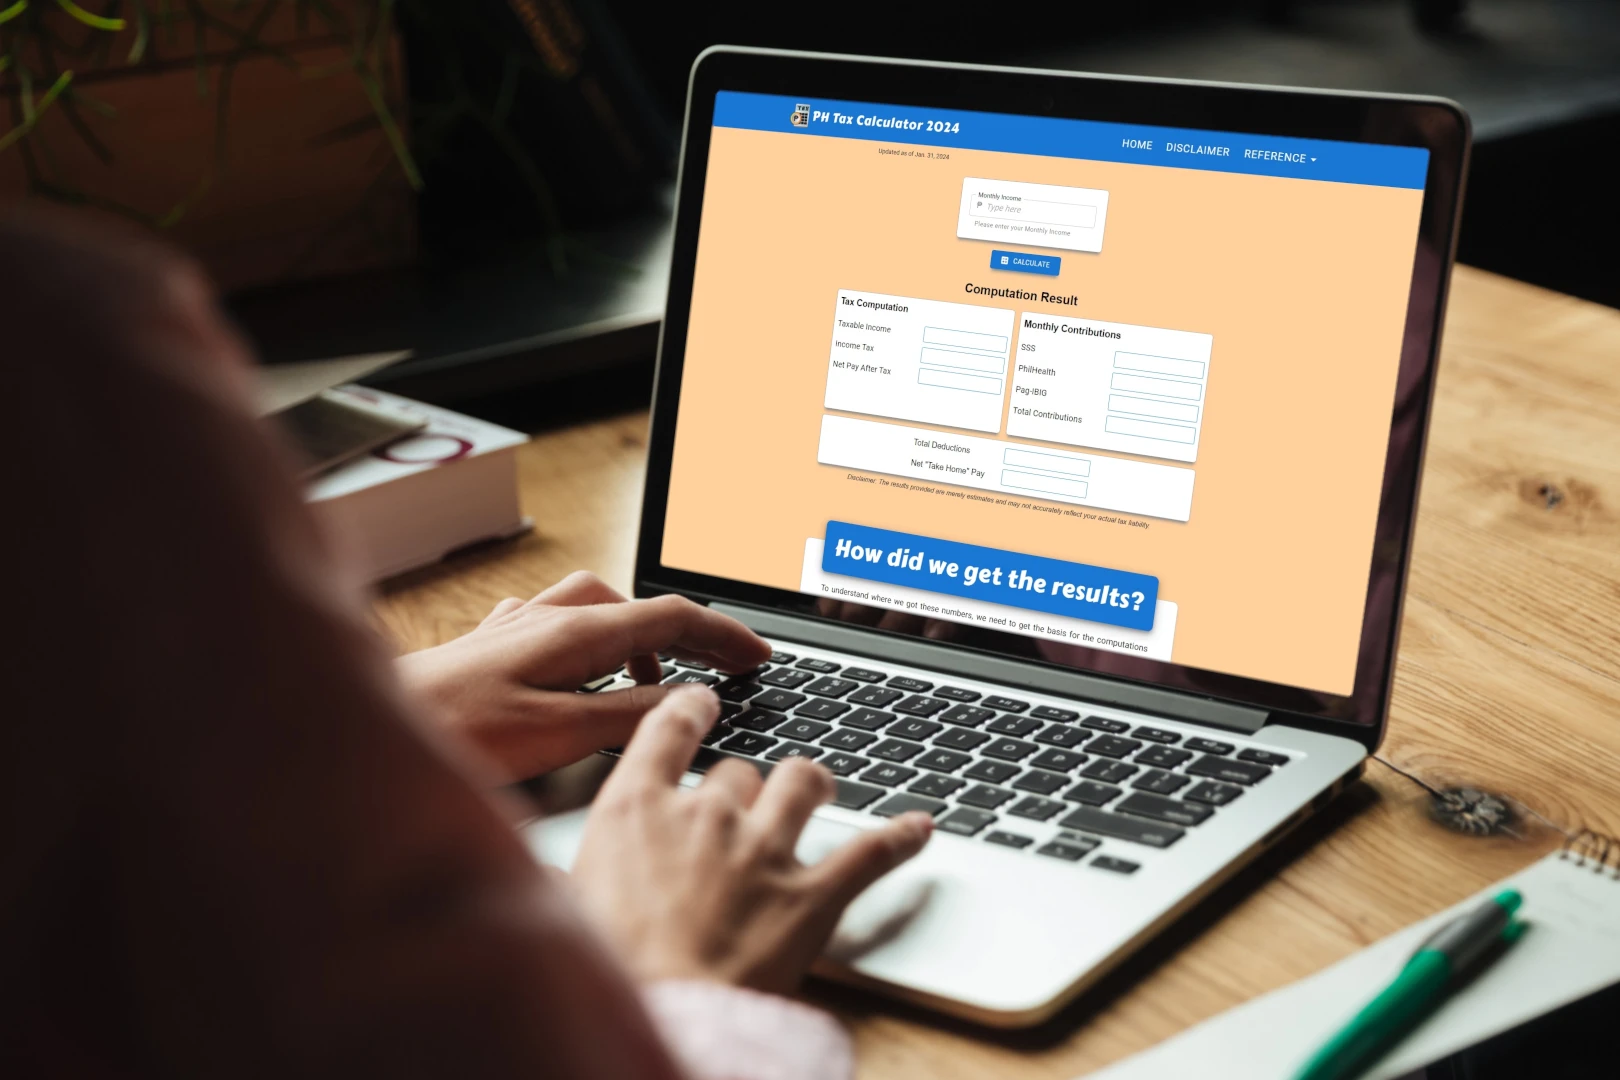 PH Tax Calculator 2024
HOME
DISCLAIMER
REFERENCE
Updated as of Jan. 31, 2024
Monthly Income
₱ Type here
Please enter your Monthly Income
CALCULATE
Computation Result
Tax Computation
Taxable Income
Income Tax
Net Pay After Tax
Monthly Contributions
SSS
PhilHealth
Pag-IBIG
Total Contributions
Total Deductions
Net "Take Home" Pay
Disclaimer: The results provided are merely estimates and may not accurately reflect your actual tax liability.
How did we get the results?
To understand where we got these numbers, we need to get the basis for the computations
W
R T Y U I O P
F G H J K L
V B N M